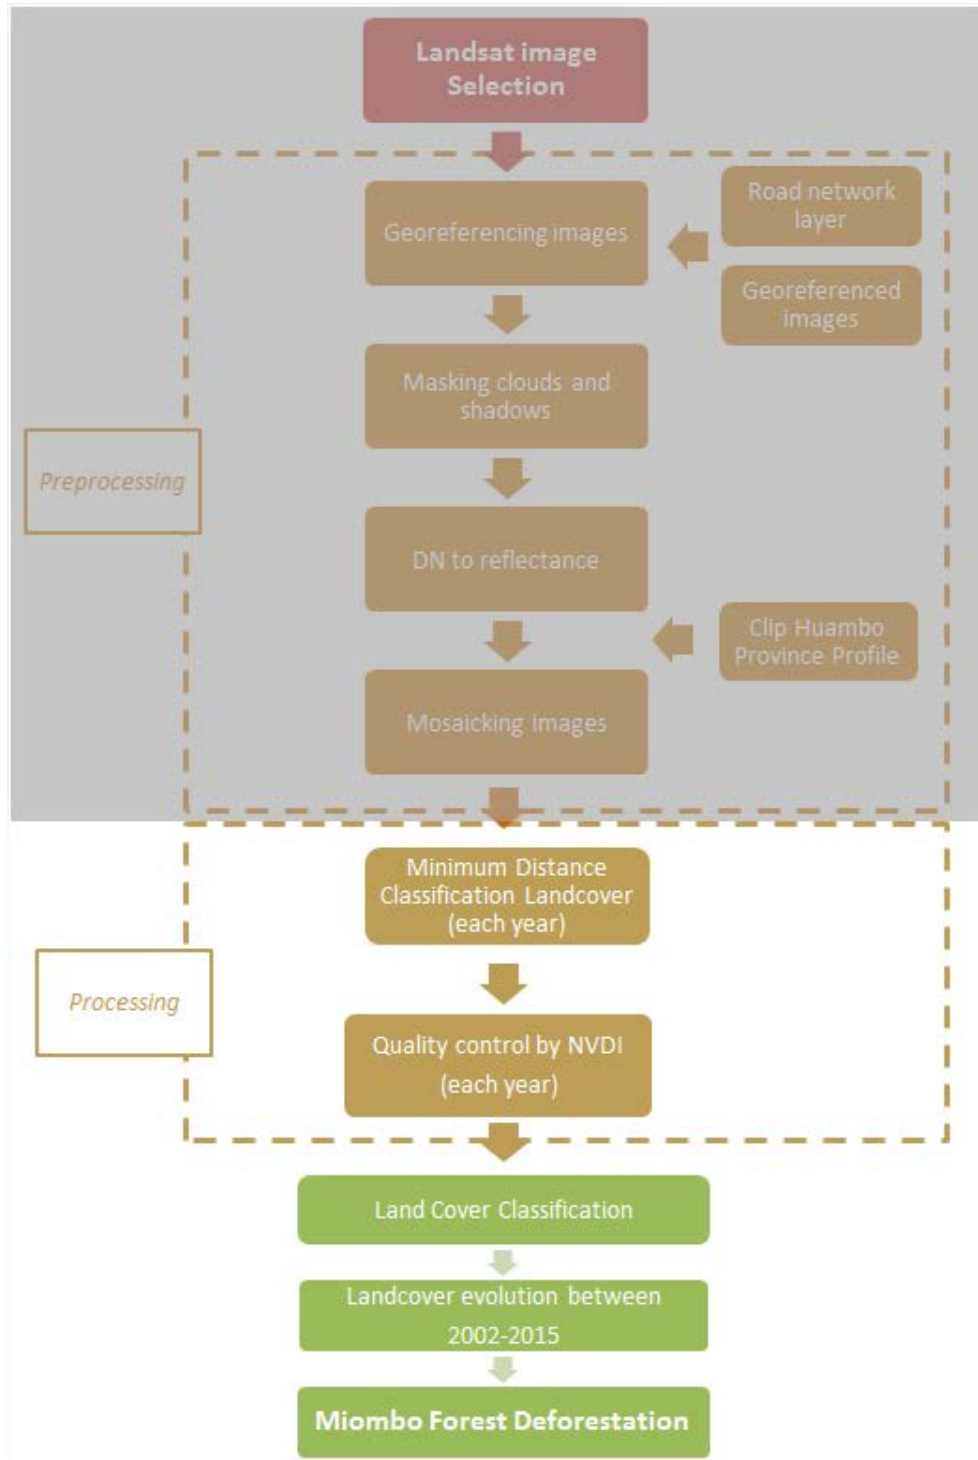 Landsat image
Selection
Georeferencing images
Road network
layer
Georeferenced
images
Masking clouds and
shadows
Preprocessing
DN to reflectance
Clip Huambo
Province Profile
Mosaicking images
Minimum Distance
Classification Landcover
(each year)
Processing
Quality control by NVDI
(each year)
Land Cover Classification
Landcover evolution between
2002-2015
Miombo Forest Deforestation